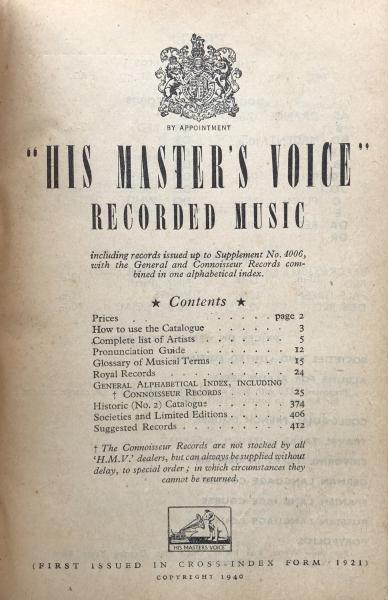 BY APPOINTMENT
"HIS MASTER'S VOICE"
RECORDED MUSIC
including records issued up to Supplement No. 4006,
with the General and Connoisseur Records com-
bined in one alphabetical index.
★ Contents ★
Prices . . . . . . . . page 2
How to use the Catalogue . . . . . . 3
Complete list of Artists . . . . . . 5
Pronunciation Guide . . . . . . . 12
Glossary of Musical Terms . . . . . 15
Royal Records . . . . . . . . 24
GENERAL ALPHABETICAL INDEX, INCLUDING
† CONNOISSEUR RECORDS . . . . 25
Historic (No. 2) Catalogue . . . . . 374
Societies and Limited Editions . . . . 406
Suggested Records . . . . . . . 412
† The Connoisseur Records are not stocked by all
'H.M.V.' dealers, but can always be supplied without
delay, to special order; in which circumstances they
cannot be returned.
HIS MASTER'S VOICE
(FIRST ISSUED IN CROSS-INDEX FORM 1921)
COPYRIGHT 1940
A